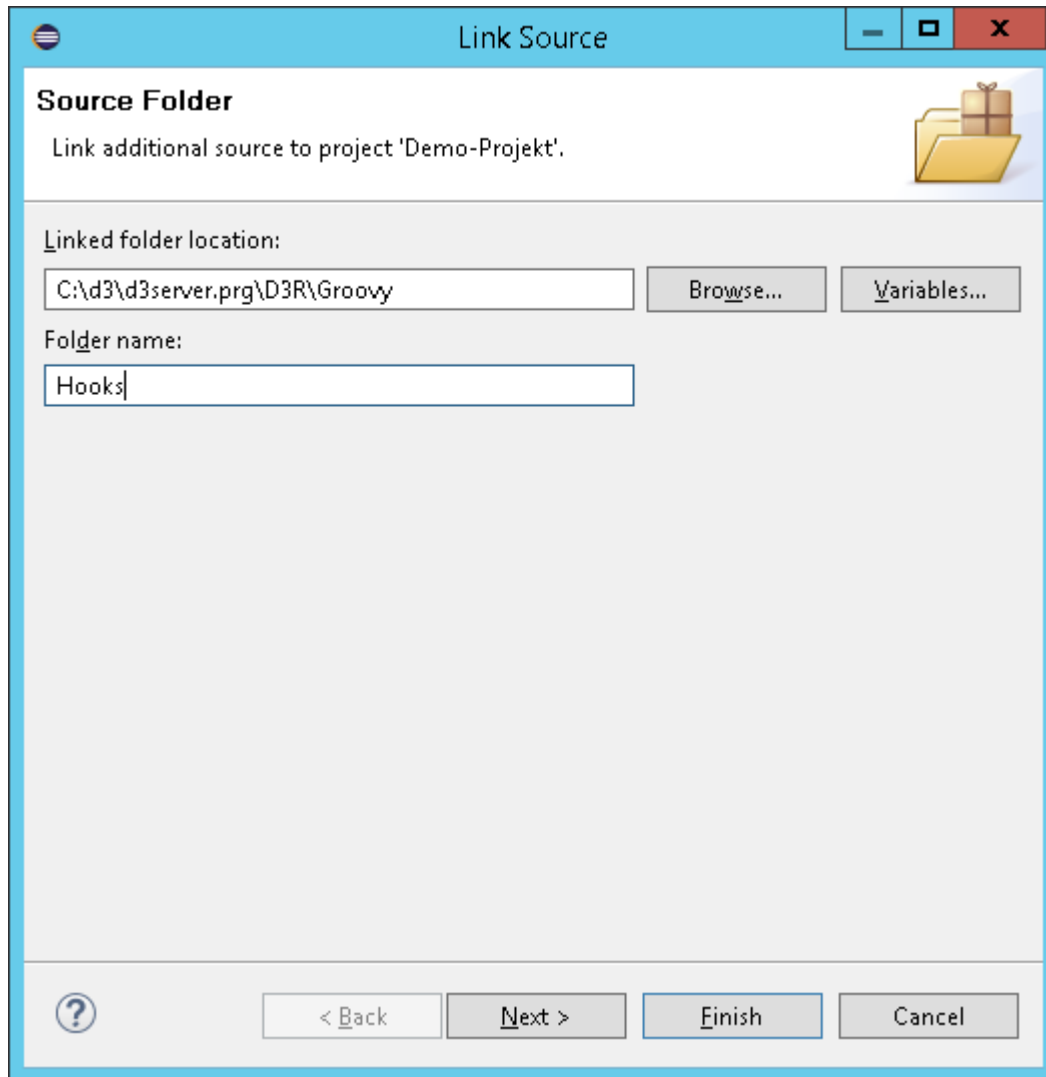 Link Source
Source Folder
Link additional source to project 'Demo-Projekt'.
Linked folder location:
C:\d3\d3server.prg\D3R\Groovy
Browse...
Variables...
Folder name:
Hooks
?
< Back
Next >
Finish
Cancel